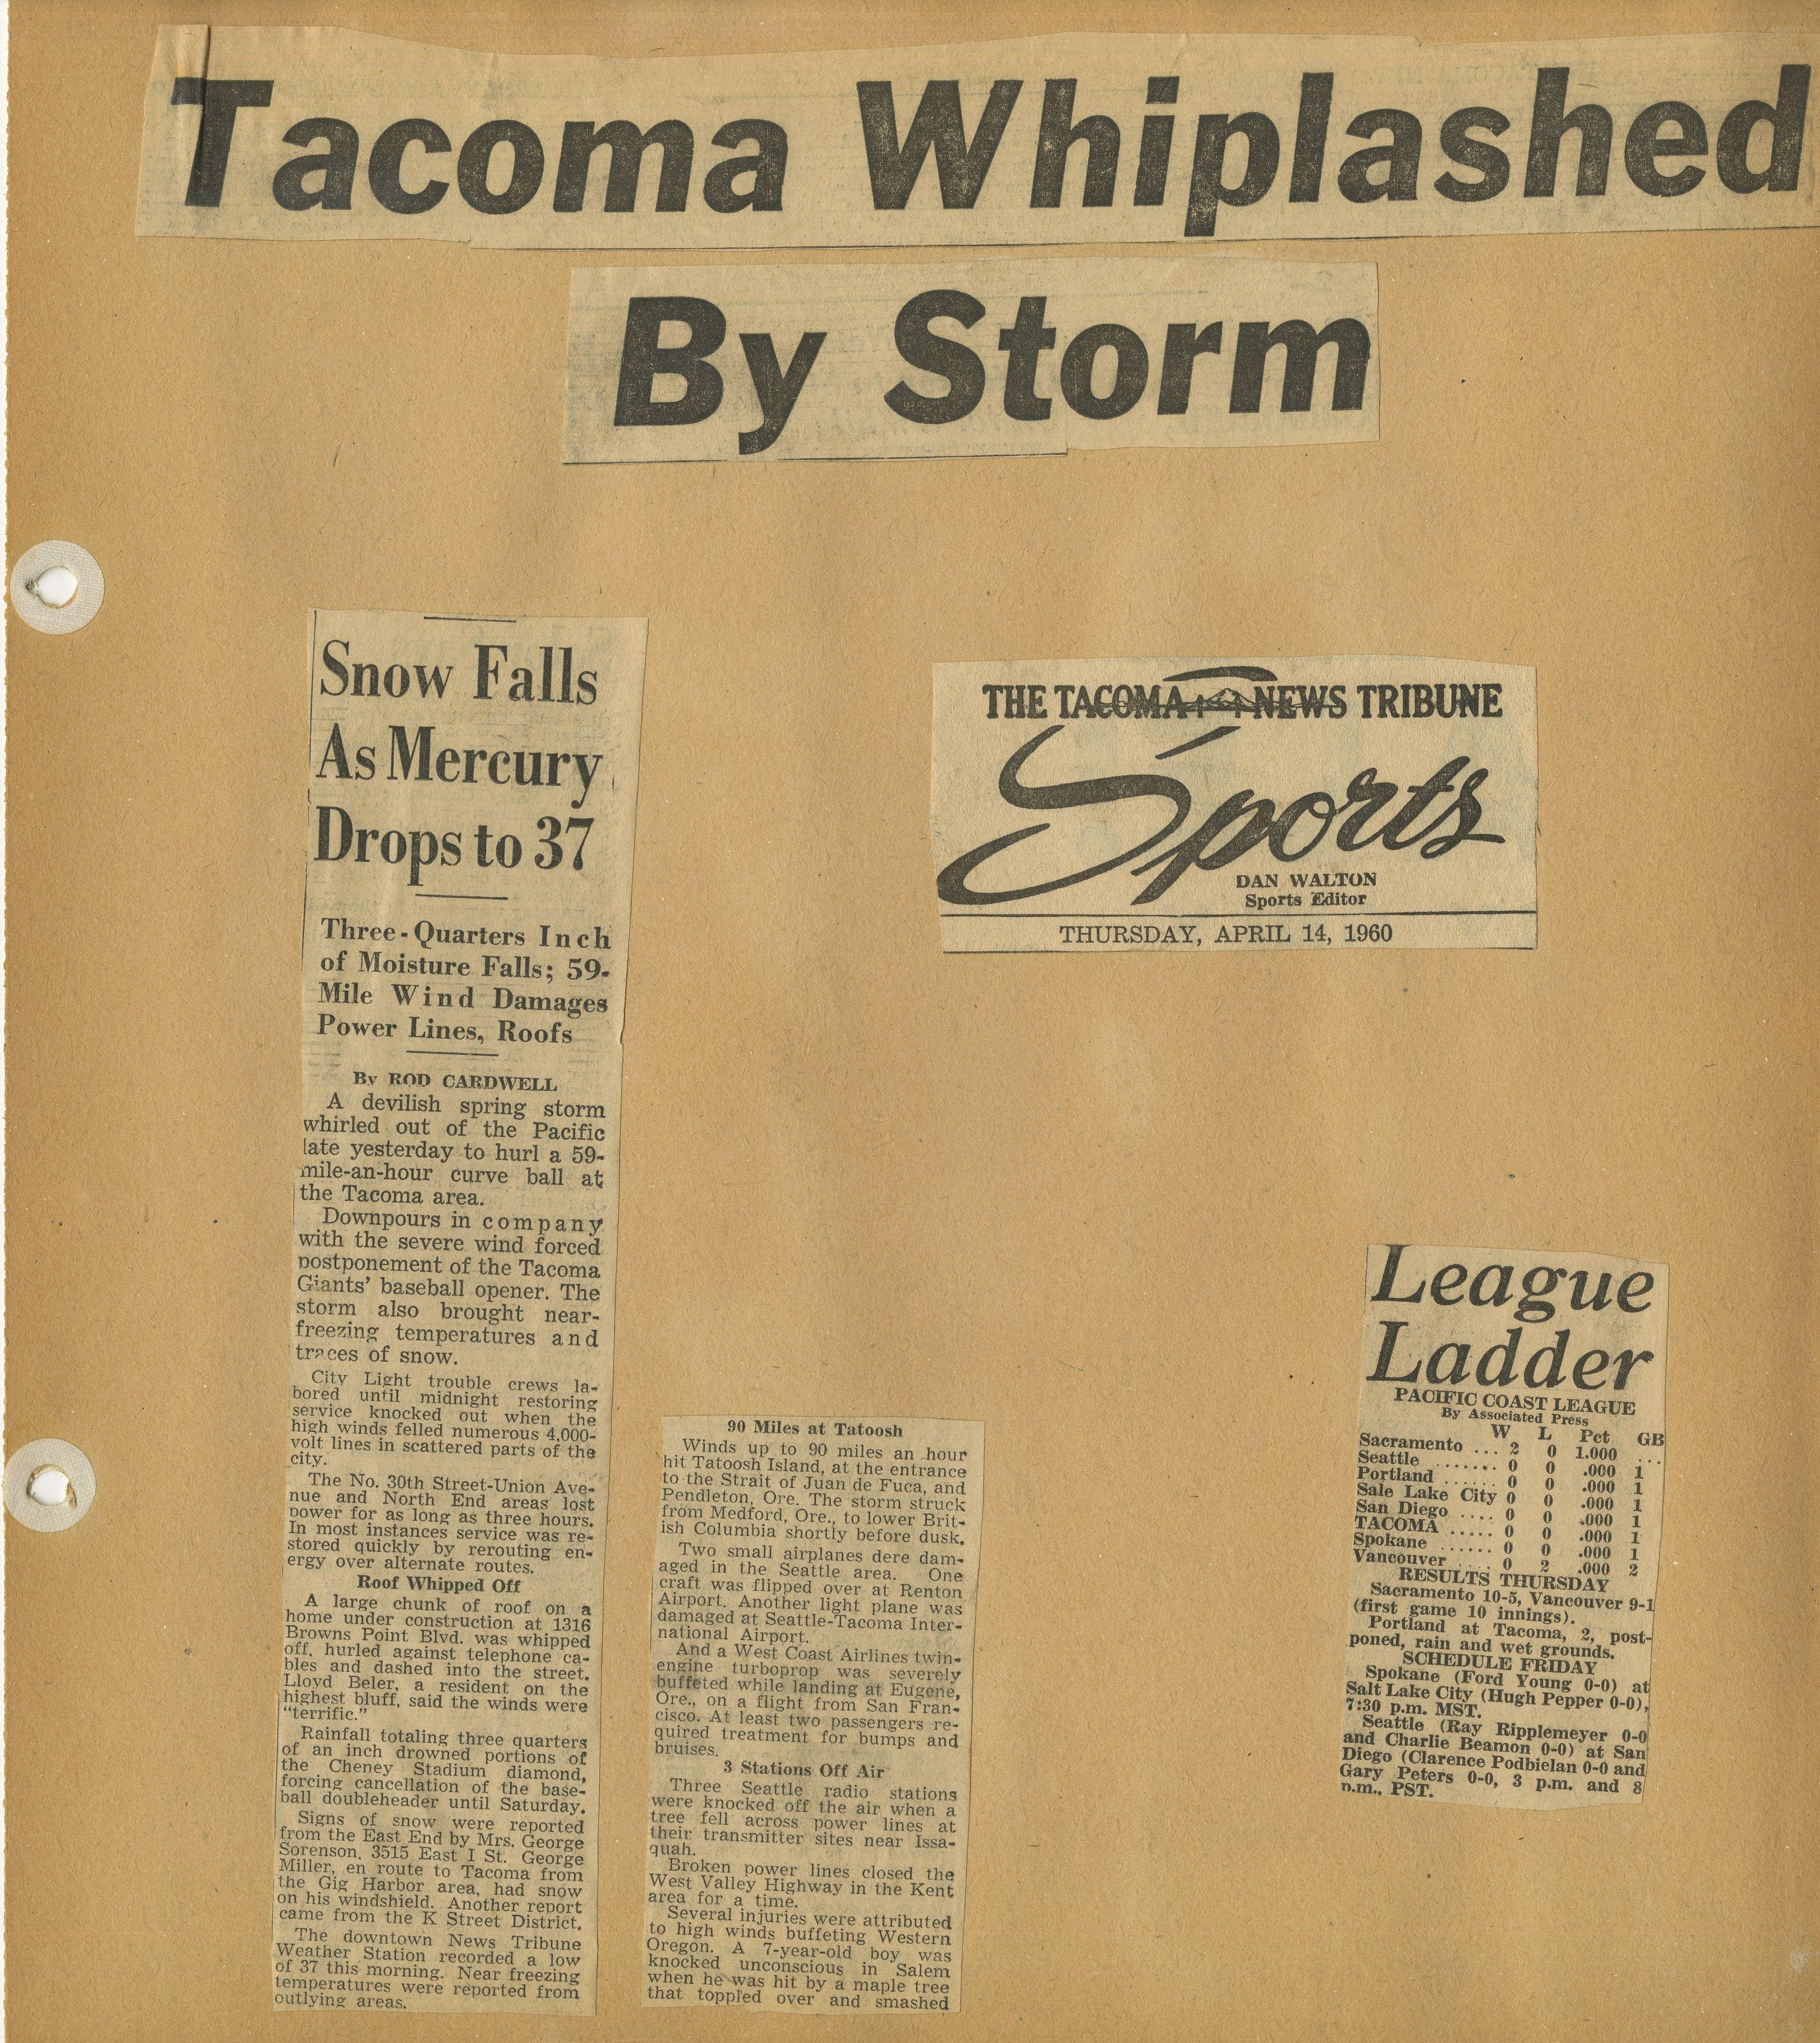 Tacoma Whiplashed
By Storm
Snow Falls
As Mercury
Drops to 37
Three-Quarters Inch
of Moisture Falls; 59-
Mile Wind Damages
Power Lines, Roofs
By ROD CARDWELL
A devilish spring storm
whirled out of the Pacific
late yesterday to hurl a 59-
mile-an-hour curve ball at
the Tacoma area.
Downpours in company
with the severe wind forced
postponement of the Tacoma
Giants' baseball opener. The
storm also brought near-
freezing temperatures and
traces of snow.
City Light trouble crews la-
bored until midnight restoring
service knocked out when the
high winds felled numerous 4,000-
volt lines in scattered parts of the
city.
The No. 30th Street-Union Ave-
nue and North End areas lost
power for as long as three hours.
In most instances service was re-
stored quickly by rerouting en-
ergy over alternate routes.
Roof Whipped Off
A large chunk of roof on a
home under construction at 1316
Browns Point Blvd. was whipped
off, hurled against telephone ca-
bles and dashed into the street.
Lloyd Beler, a resident on the
highest bluff, said the winds were
"terrific."
Rainfall totaling three quarters
of an inch drowned portions of
the Cheney Stadium diamond,
forcing cancellation of the base-
ball doubleheader until Saturday.
Signs of snow were reported
from the East End by Mrs. George
Sorenson, 3515 East I St. George
Miller, en route to Tacoma from
the Gig Harbor area, had snow
on his windshield. Another report
came from the K Street District.
The downtown News Tribune
Weather Station recorded a low
of 37 this morning. Near freezing
temperatures were reported from
outlying areas.
90 Miles at Tatoosh
Winds up to 90 miles an hour
hit Tatoosh Island, at the entrance
to the Strait of Juan de Fuca, and
Pendleton, Ore. The storm struck
from Medford, Ore., to lower Brit-
ish Columbia shortly before dusk.
Two small airplanes dere dam-
aged in the Seattle area. One
craft was flipped over at Renton
Airport. Another light plane was
damaged at Seattle-Tacoma Inter-
national Airport.
And a West Coast Airlines twin-
engine turboprop was severely
buffeted while landing at Eugene,
Ore., on a flight from San Fran-
cisco. At least two passengers re-
quired treatment for bumps and
bruises.
3 Stations Off Air
Three Seattle radio stations
were knocked off the air when a
tree fell across power lines at
their transmitter sites near Issa-
quah.
Broken power lines closed the
West Valley Highway in the Kent
area for a time.
Several injuries were attributed
to high winds buffeting Western
Oregon. A 7-year-old boy was
knocked unconscious in Salem
when he was hit by a maple tree
that toppled over and smashed
THE TACOMA NEWS TRIBUNE
Sports
DAN WALTON
Sports Editor
THURSDAY, APRIL 14, 1960
League
Ladder
PACIFIC COAST LEAGUE
By Associated Press
W L Pct GB
Sacramento ... 2 0 1.000 ...
Seattle ....... 0 0 .000 1
Portland ...... 0 0 .000 1
Sale Lake City 0 0 .000 1
San Diego .... 0 0 .000 1
TACOMA ..... 0 0 .000 1
Spokane ...... 0 0 .000 1
Vancouver .... 0 2 .000 2
RESULTS THURSDAY
Sacramento 10-5, Vancouver 9-1
(first game 10 innings).
Portland at Tacoma, 2, post-
poned, rain and wet grounds.
SCHEDULE FRIDAY
Spokane (Ford Young 0-0) at
Salt Lake City (Hugh Pepper 0-0),
7:30 p.m. MST.
Seattle (Ray Ripplemeyer 0-0
and Charlie Beamon 0-0) at San
Diego (Clarence Podbielan 0-0 and
Gary Peters 0-0, 3 p.m. and 8
p.m., PST.